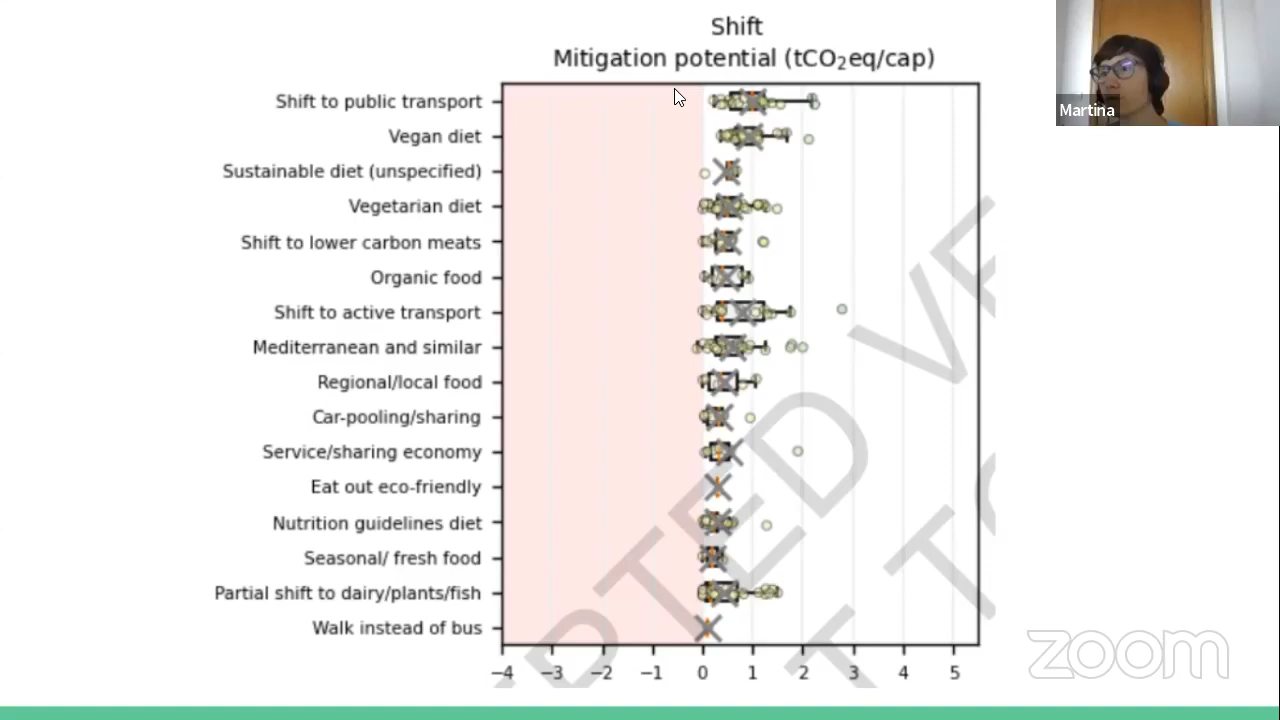 Shift
Mitigation potential (tCO₂eq/cap)
Martina
Shift to public transport
Vegan diet
Sustainable diet (unspecified)
Vegetarian diet
Shift to lower carbon meats
Organic food
Shift to active transport
Mediterranean and similar
Regional/local food
Car-pooling/sharing
Service/sharing economy
Eat out eco-friendly
Nutrition guidelines diet
Seasonal/ fresh food
Partial shift to dairy/plants/fish
Walk instead of bus
−4 −3 −2 −1 0 1 2 3 4 5
zoom